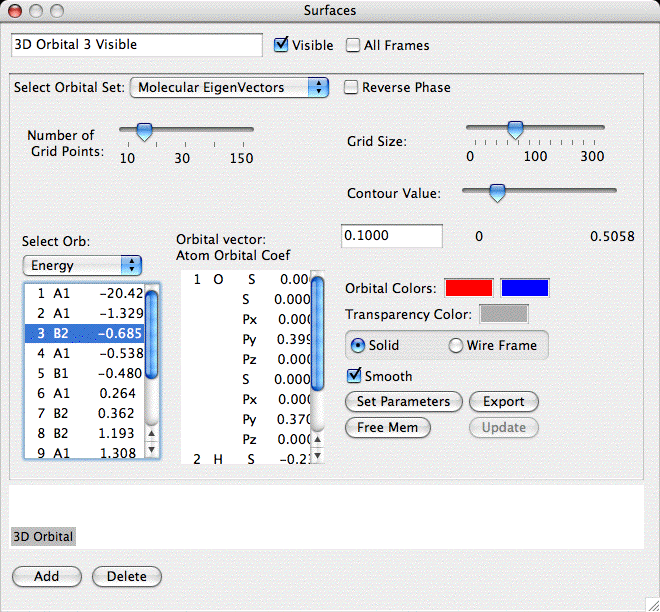 Surfaces
3D Orbital 3 Visible
Visible
All Frames
Select Orbital Set:
Molecular EigenVectors
Reverse Phase
Number of
Grid Points:
10 30 150
Grid Size:
0 100 300
Contour Value:
0.1000
0 0.5058
Select Orb:
Energy
1 A1 -20.42
2 A1 -1.329
3 B2 -0.685
4 A1 -0.538
5 B1 -0.480
6 A1 0.264
7 B2 0.362
8 B2 1.193
9 A1 1.308
Orbital vector:
Atom Orbital Coef
1 O S 0.00
S 0.000
Px 0.000
Py 0.399
Pz 0.000
S 0.000
Px 0.000
Py 0.370
Pz 0.000
2 H S -0.2
Orbital Colors:
Transparency Color:
Solid
Wire Frame
Smooth
Set Parameters
Export
Free Mem
Update
3D Orbital
Add
Delete